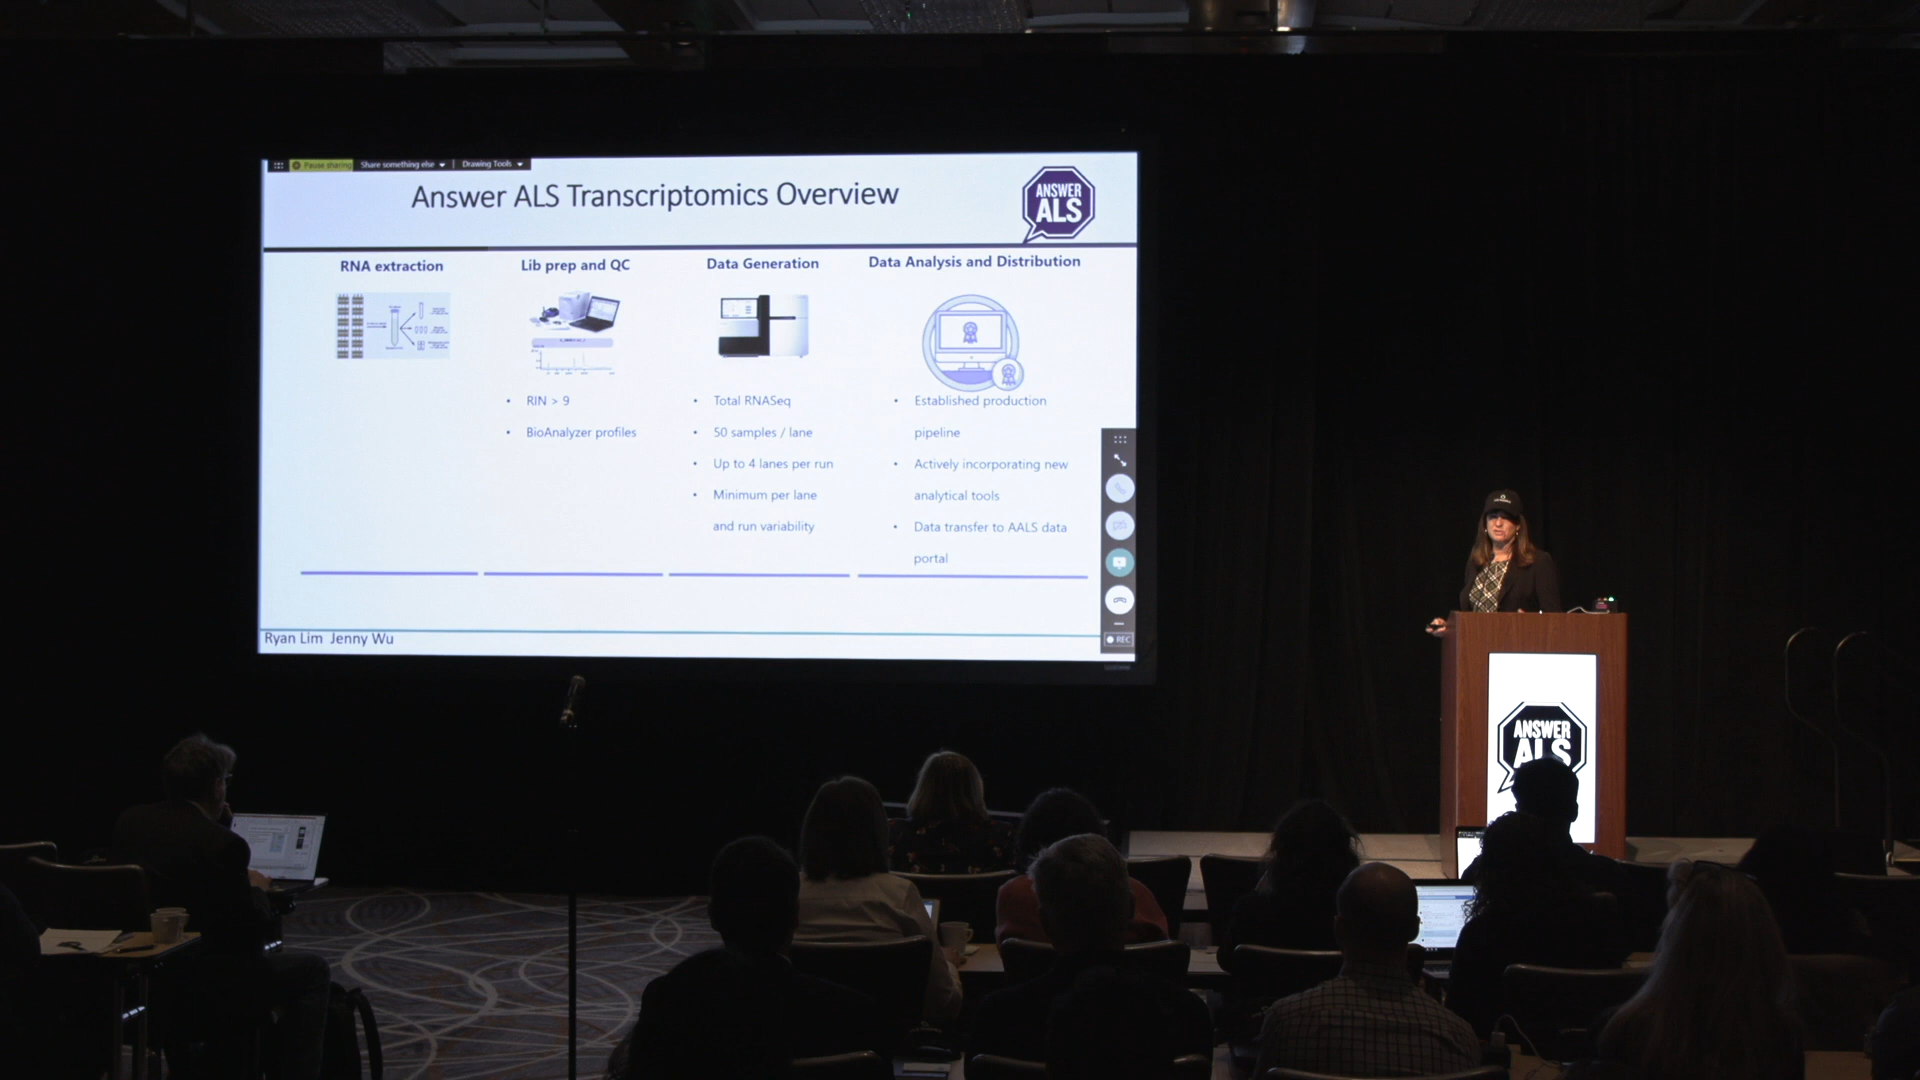 Pause sharing Share something else Drawing Tools
Answer ALS Transcriptomics Overview
ANSWER
ALS
RNA extraction
Lib prep and QC
Data Generation
Data Analysis and Distribution
• RIN > 9
• BioAnalyzer profiles
• Total RNASeq
• 50 samples / lane
• Up to 4 lanes per run
• Minimum per lane
and run variability
• Established production
pipeline
• Actively incorporating new
analytical tools
• Data transfer to AALS data
portal
REC
Ryan Lim Jenny Wu
ANSWER
ALS